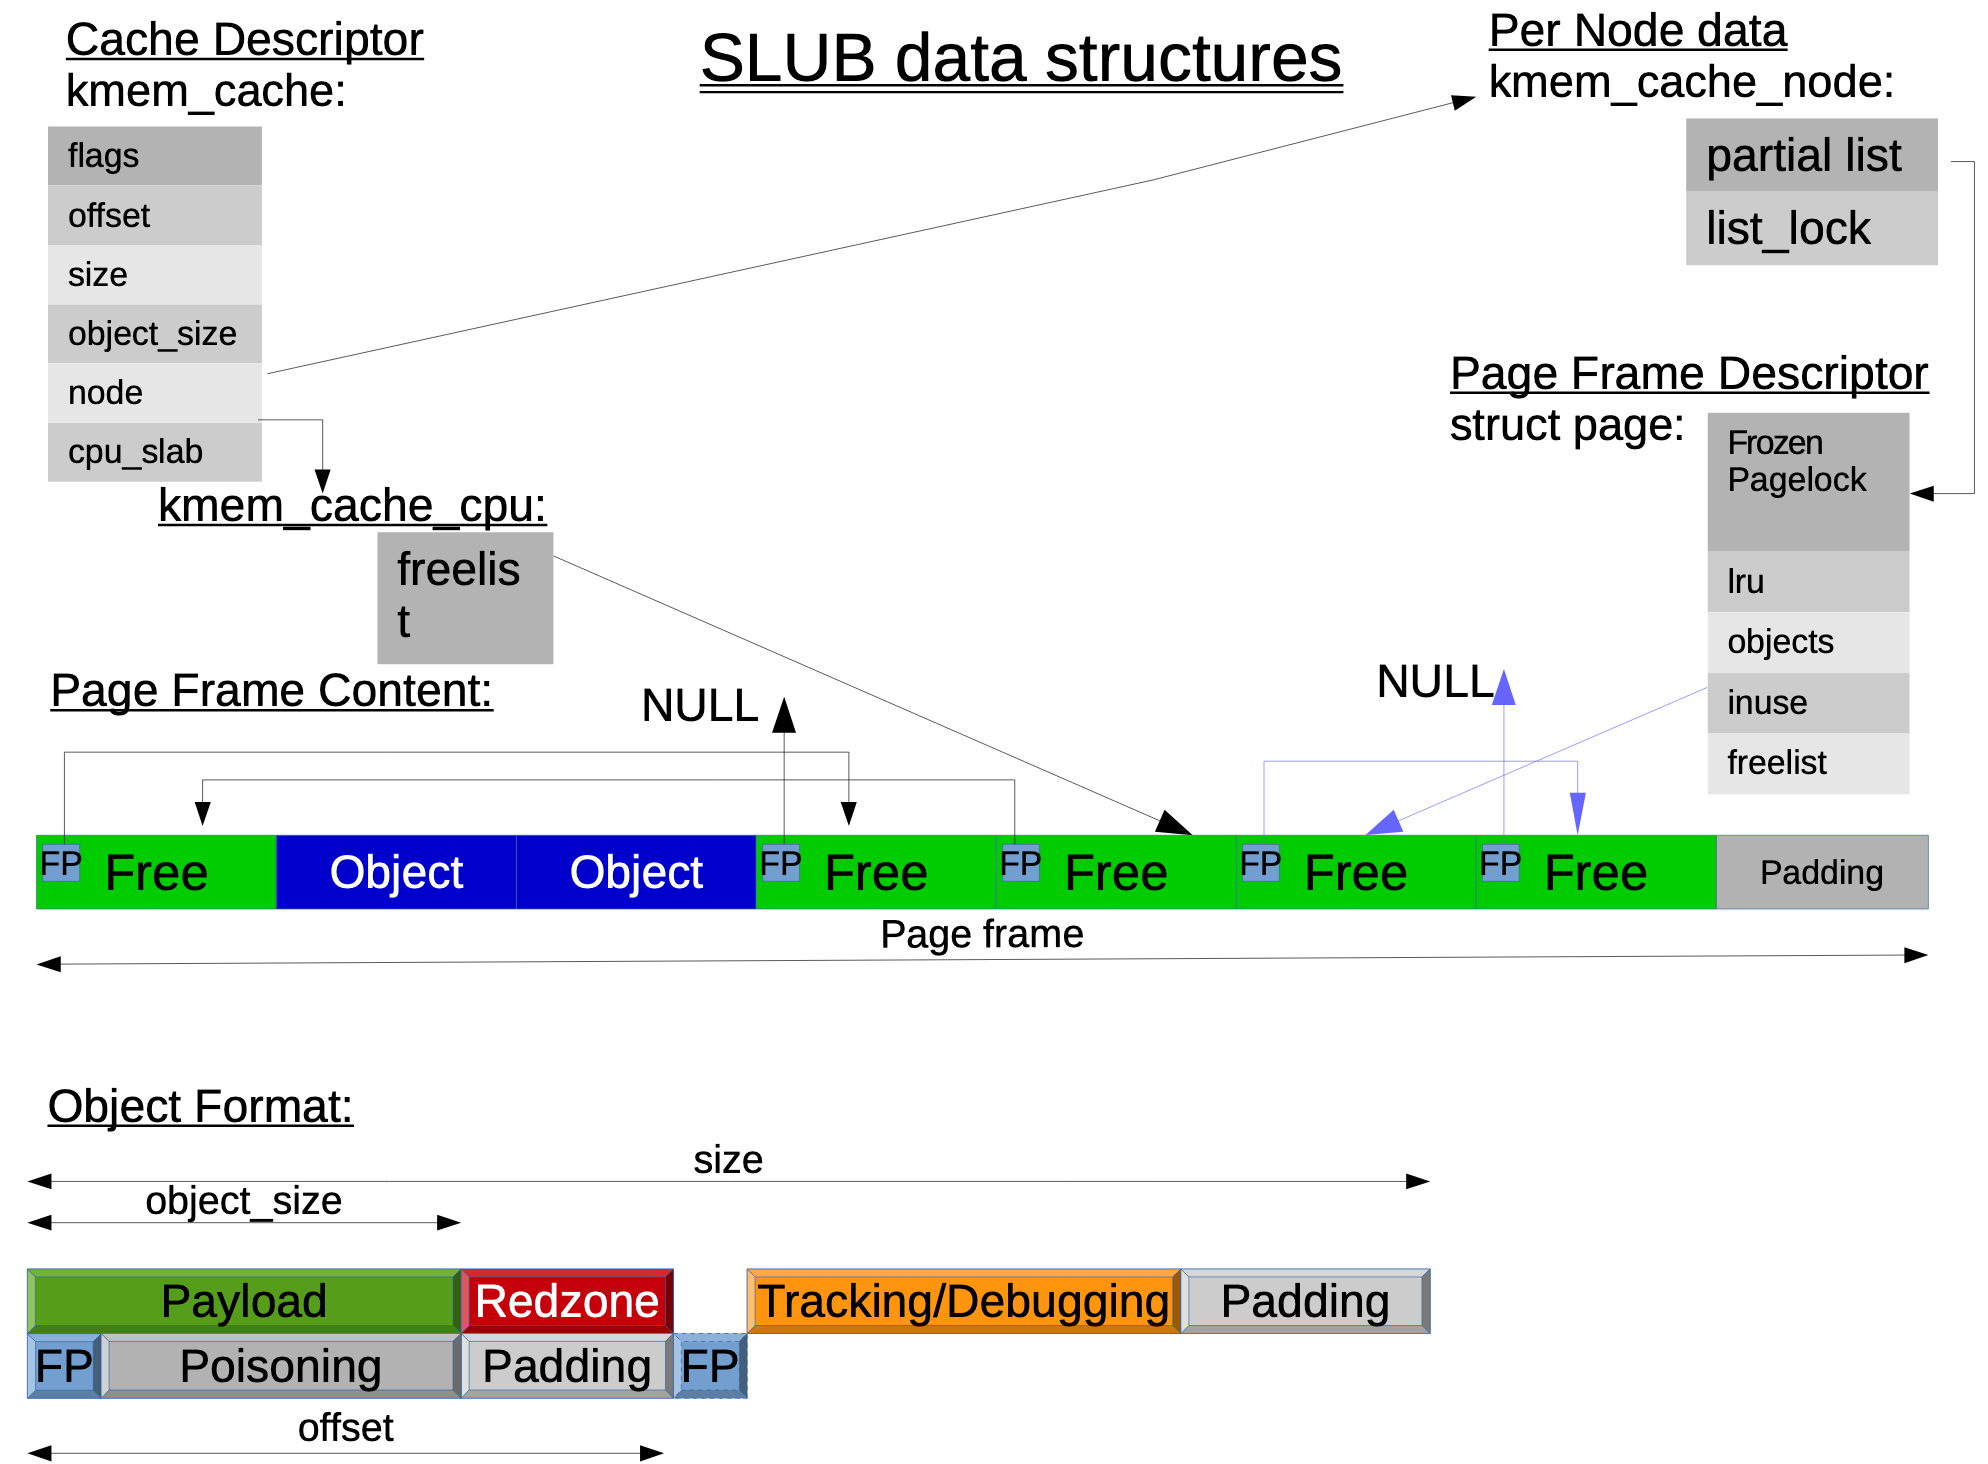 SLUB data structures
Cache Descriptor
kmem_cache:
flags
offset
size
object_size
node
cpu_slab
kmem_cache_cpu:
freelis
t
Per Node data
kmem_cache_node:
partial list
list_lock
Page Frame Descriptor
struct page:
Frozen
Pagelock
lru
objects
inuse
freelist
Page Frame Content:
NULL
NULL
FP Free Object Object FP Free FP Free FP Free FP Free Padding
Page frame
Object Format:
size
object_size
Payload Redzone Tracking/Debugging Padding
FP Poisoning Padding FP
offset